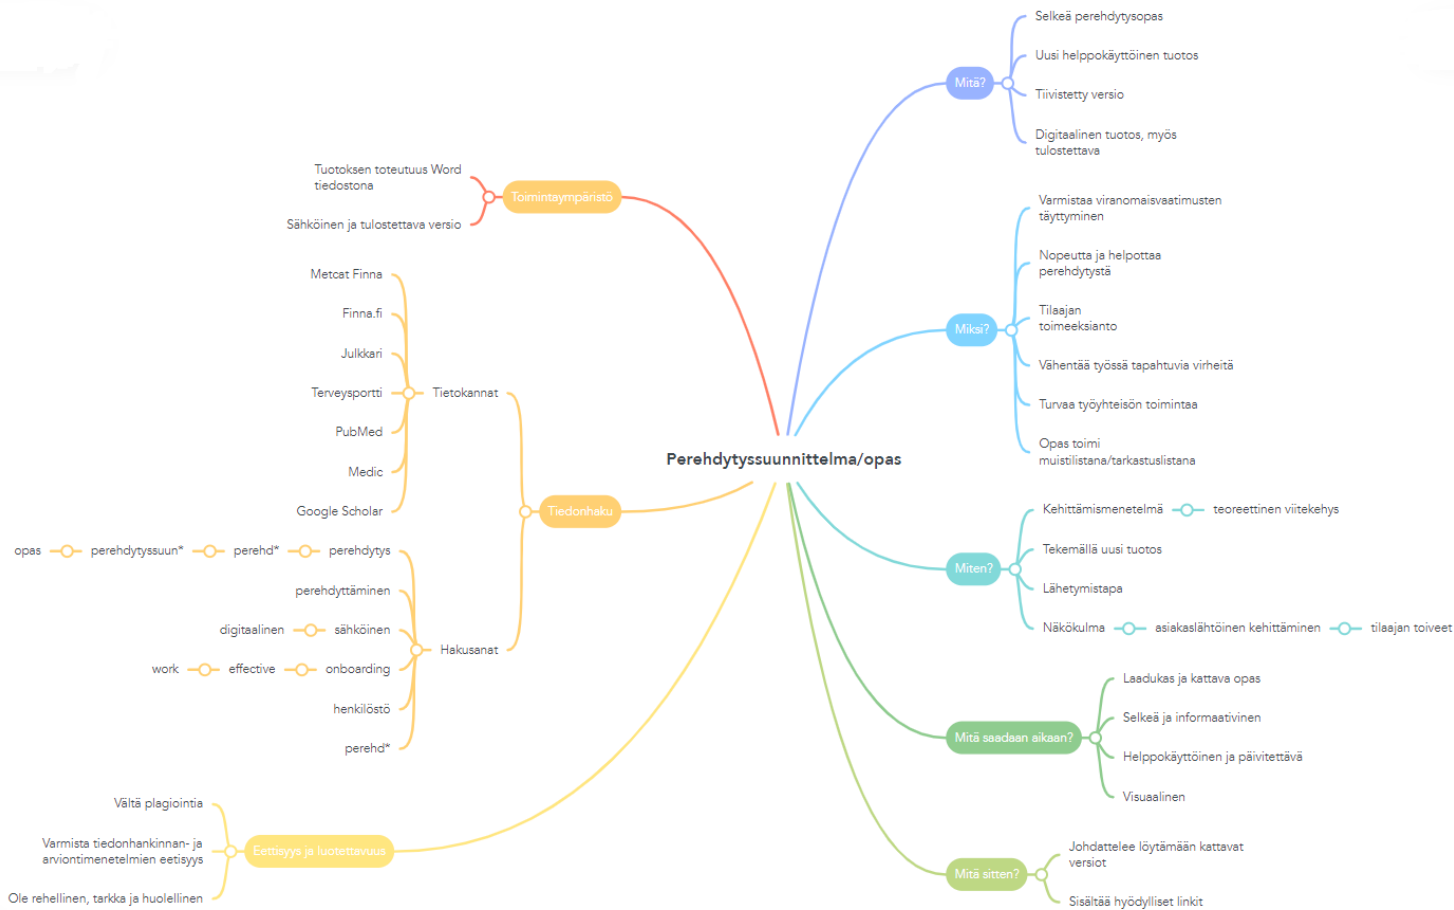 Perehdytyssuunnittelma/opas
Mitä?
Selkeä perehdytysopas
Uusi helppokäyttöinen tuotos
Tiivistetty versio
Digitaalinen tuotos, myös
tulostettava
Miksi?
Varmistaa viranomaisvaatimusten
täyttyminen
Nopeutta ja helpottaa
perehdytystä
Tilaajan
toimeeksianto
Vähentää työssä tapahtuvia virheitä
Turvaa työyhteisön toimintaa
Opas toimi
muistilistana/tarkastuslistana
Miten?
Kehittämismenetelmä
teoreettinen viitekehys
Tekemällä uusi tuotos
Lähetymistapa
Näkökulma
asiakaslähtöinen kehittäminen
tilaajan toiveet
Mitä saadaan aikaan?
Laadukas ja kattava opas
Selkeä ja informaativinen
Helppokäyttöinen ja päivitettävä
Visuaalinen
Mitä sitten?
Johdattelee löytämään kattavat
versiot
Sisältää hyödylliset linkit
Toimintaympäristö
Tuotoksen toteutuus Word
tiedostona
Sähköinen ja tulostettava versio
Tiedonhaku
Tietokannat
Metcat Finna
Finna.fi
Julkkari
Terveysportti
PubMed
Medic
Google Scholar
Hakusanat
opas
perehdytyssuun*
perehd*
perehdytys
perehdyttäminen
digitaalinen
sähköinen
work
effective
onboarding
henkilöstö
perehd*
Eettisyys ja luotettavuus
Vältä plagiointia
Varmista tiedonhankinnan- ja
arviontimenetelmien eetisyys
Ole rehellinen, tarkka ja huolellinen